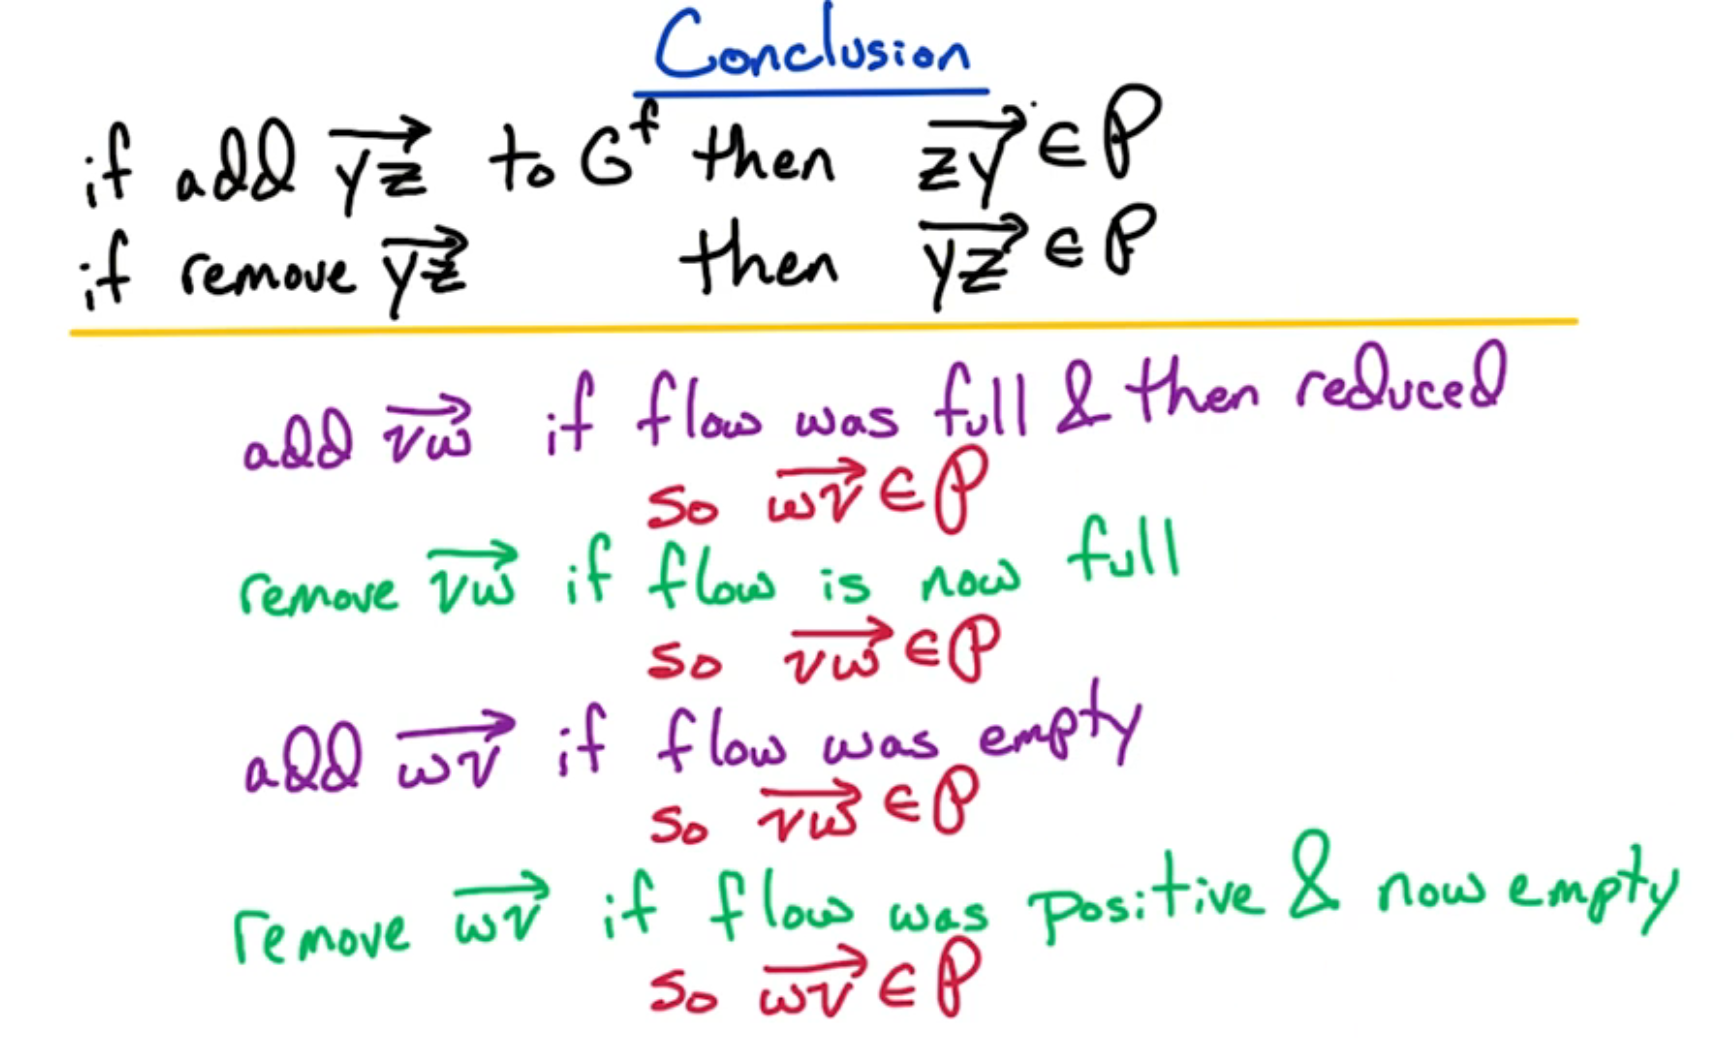 Conclusion
if add $\overrightarrow{yz}$ to $G^f$ then $\overrightarrow{zy} \in P$
if remove $\overrightarrow{yz}$ then $\overrightarrow{yz} \in P$
add $\overrightarrow{vw}$ if flow was full & then reduced
so $\overrightarrow{wv} \in P$
remove $\overrightarrow{vw}$ if flow is now full
so $\overrightarrow{vw} \in P$
add $\overrightarrow{wv}$ if flow was empty
so $\overrightarrow{vw} \in P$
remove $\overrightarrow{wv}$ if flow was positive & now empty
so $\overrightarrow{wv} \in P$